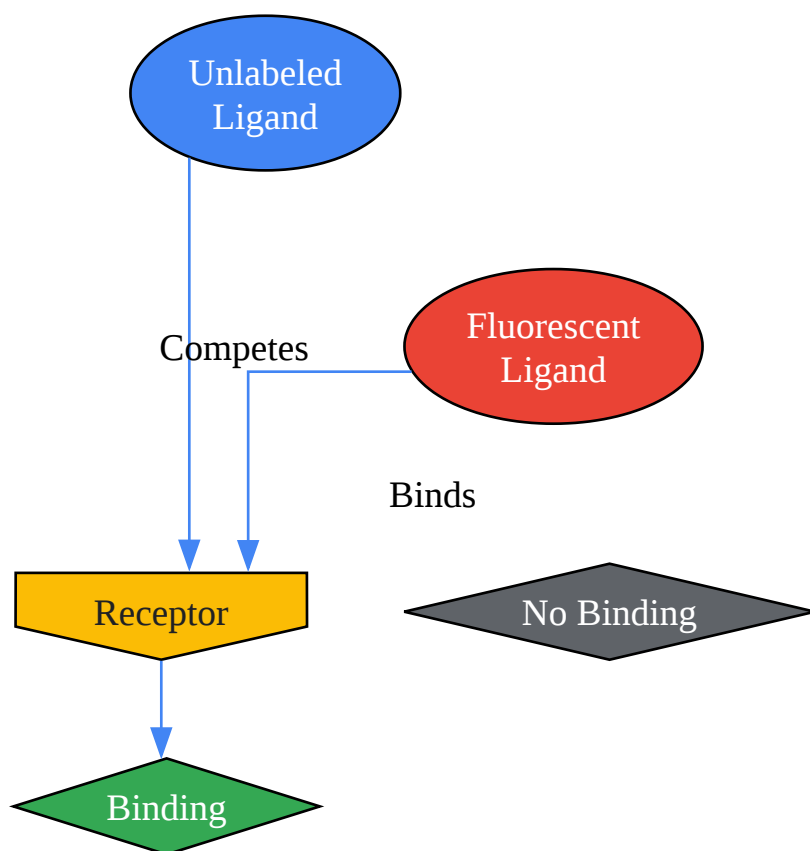 Unlabeled
Ligand
Fluorescent
Ligand
Competes
Binds
Receptor
No Binding
Binding